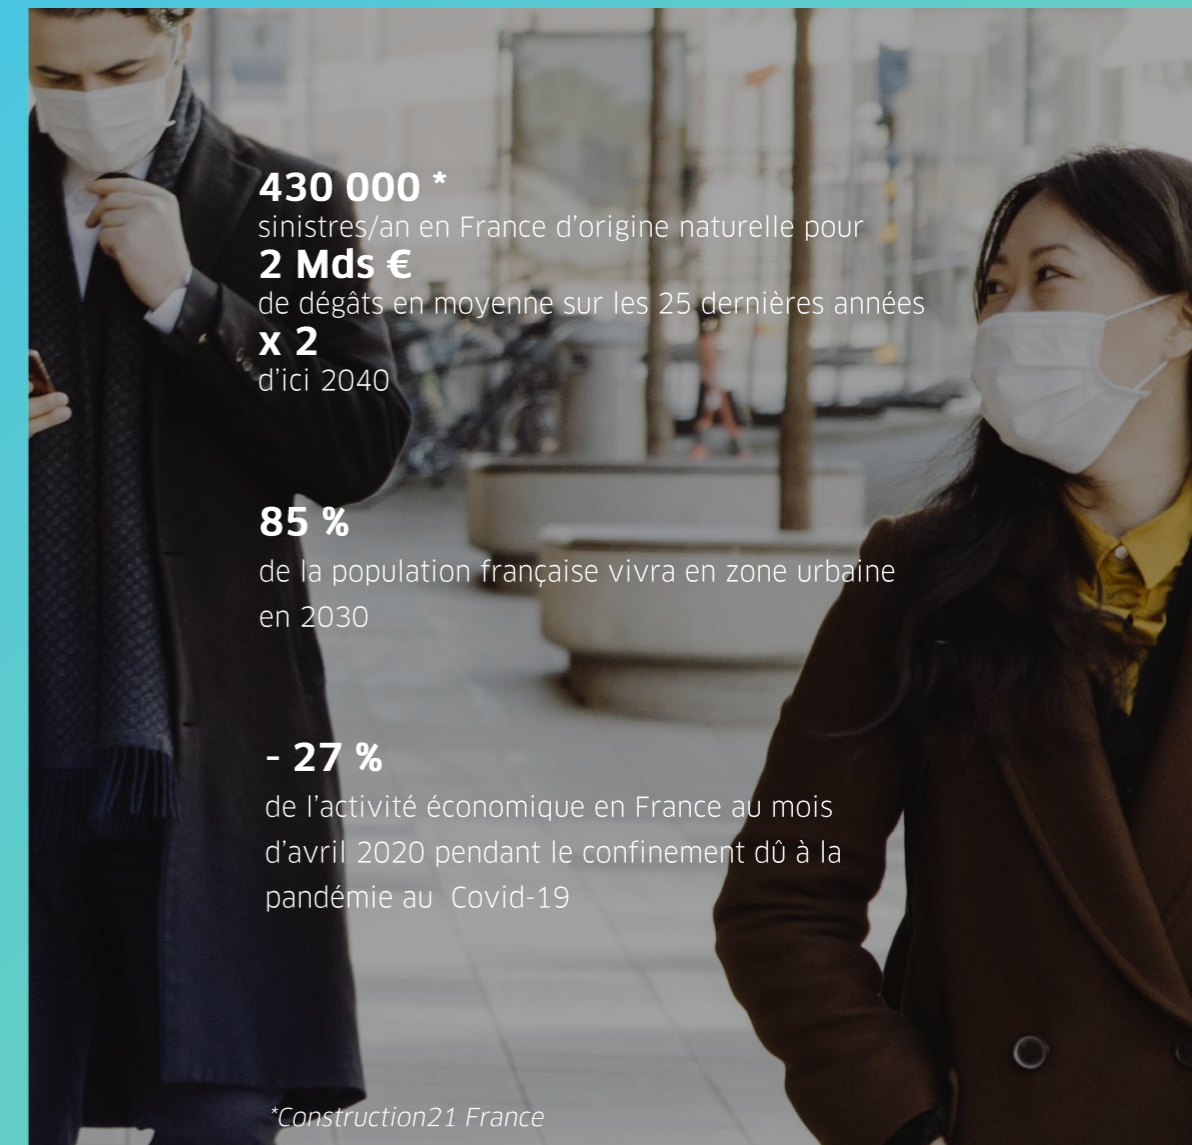 430 000 *
sinistres/an en France d’origine naturelle pour
2 Mds €
de dégâts en moyenne sur les 25 dernières années
x 2
d’ici 2040
85 %
de la population française vivra en zone urbaine
en 2030
- 27 %
de l’activité économique en France au mois
d’avril 2020 pendant le confinement dû à la
pandémie au  Covid-19
*Construction21 France